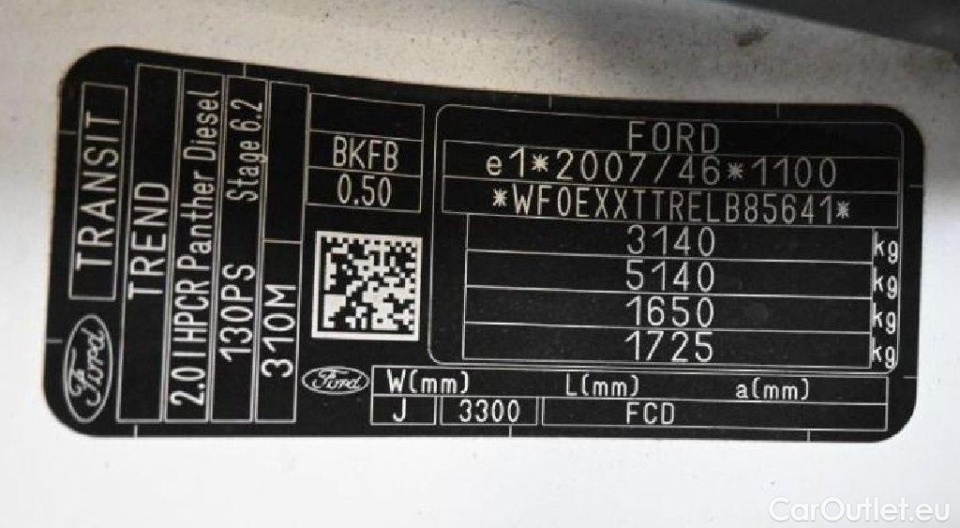 Ford
TRANSIT
TREND
2.0l HPCR Panther Diesel
130PS Stage 6.2
310M
BKFB
0.50
FORD
e1*2007/46*1100
*WF0EXXTTRELB85641*
3140 kg
5140 kg
1650 kg
1725 kg
Ford
W(mm) L(mm) a(mm)
J 3300 FCD
CarOutlet.eu